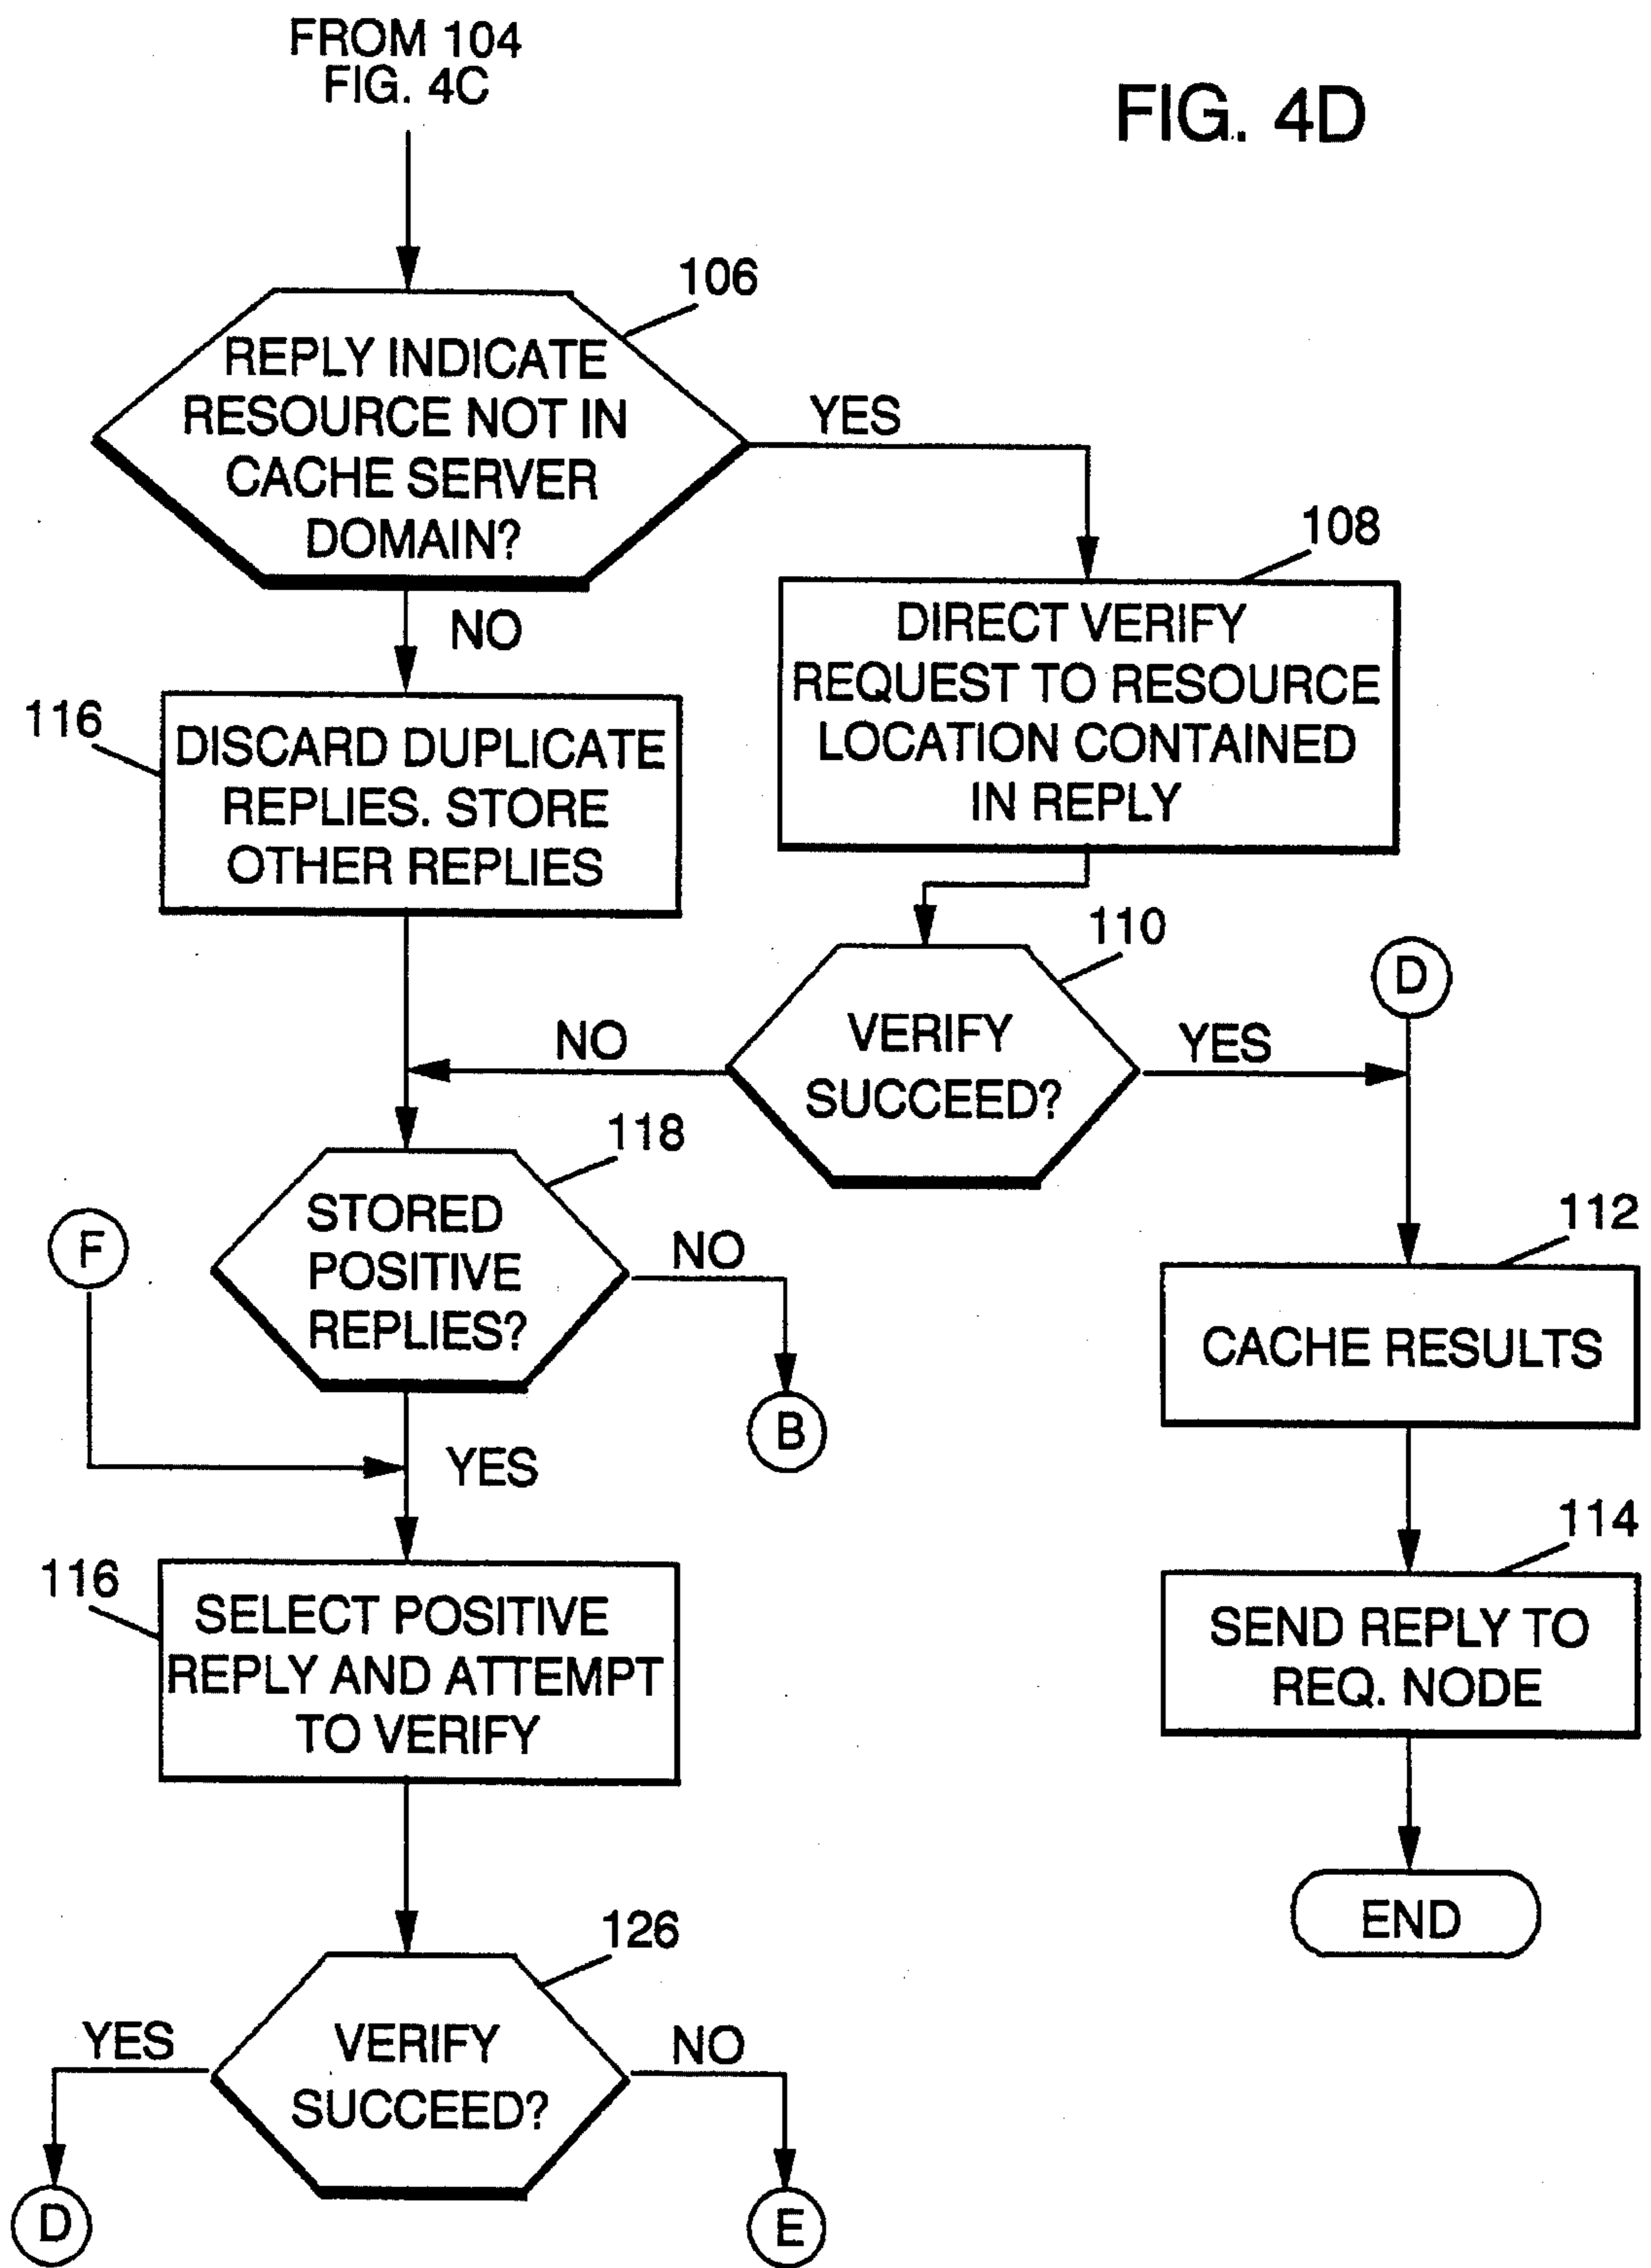 FROM 104
FIG. 4C
FIG. 4D
106
REPLY INDICATE
RESOURCE NOT IN
CACHE SERVER
DOMAIN?
YES
NO
108
DIRECT VERIFY
REQUEST TO RESOURCE
LOCATION CONTAINED
IN REPLY
116
DISCARD DUPLICATE
REPLIES. STORE
OTHER REPLIES
110
VERIFY
SUCCEED?
NO
YES
D
118
STORED
POSITIVE
REPLIES?
F
NO
B
YES
112
CACHE RESULTS
114
SEND REPLY TO
REQ. NODE
END
116
SELECT POSITIVE
REPLY AND ATTEMPT
TO VERIFY
126
VERIFY
SUCCEED?
YES
NO
D
E